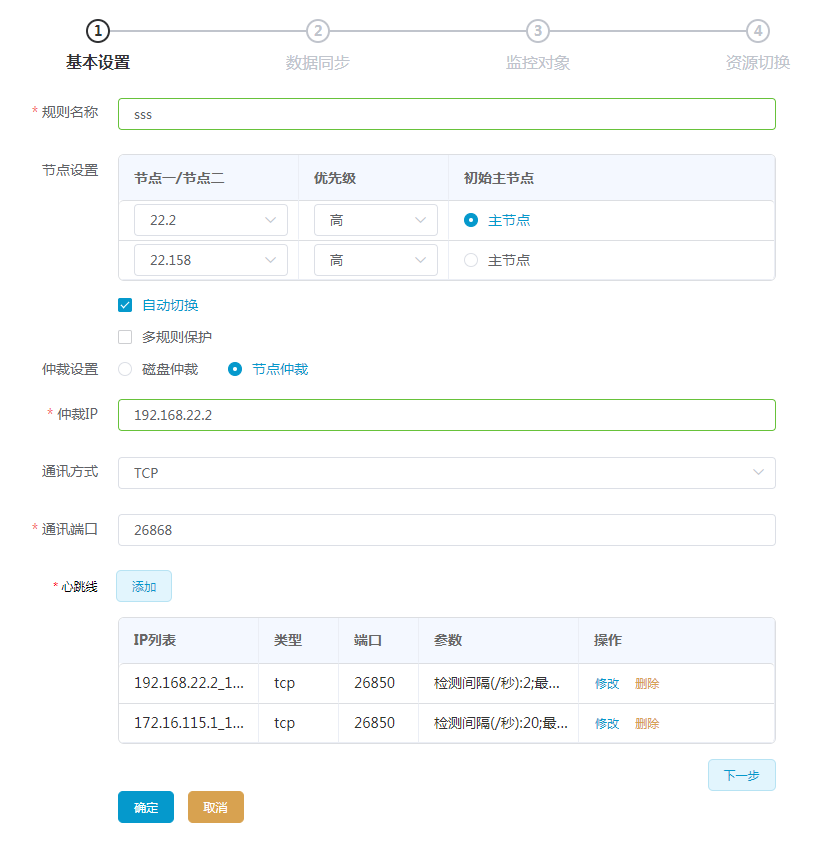 1 2 3 4
基本设置 数据同步 监控对象 资源切换
* 规则名称 sss
节点设置 节点一/节点二 优先级 初始主节点
22.2 高 主节点
22.158 高 主节点
自动切换
多规则保护
仲裁设置 磁盘仲裁 节点仲裁
* 仲裁IP 192.168.22.2
通讯方式 TCP
* 通讯端口 26868
* 心跳线 添加
IP列表 类型 端口 参数 操作
192.168.22.2_1... tcp 26850 检测间隔(/秒):2;最... 修改 删除
172.16.115.1_1... tcp 26850 检测间隔(/秒):20;最... 修改 删除
下一步
确定 取消